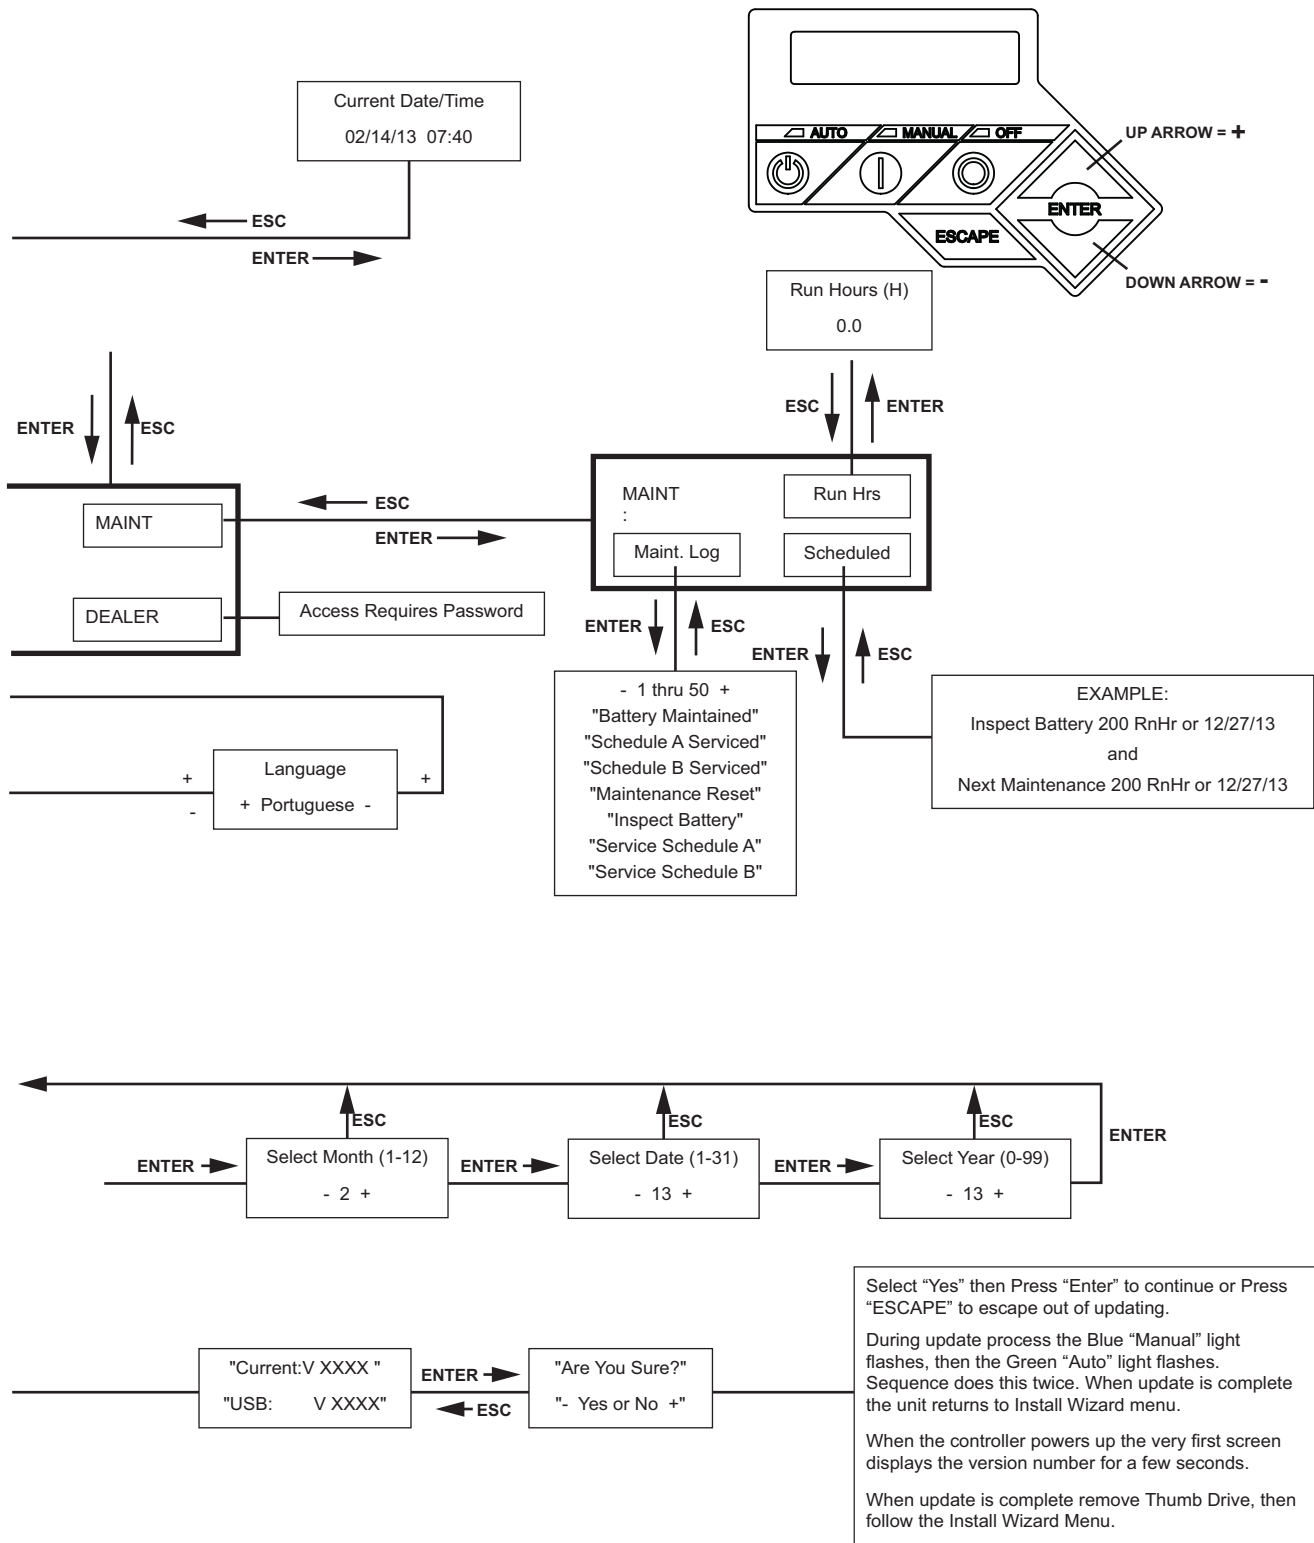 Current Date/Time
02/14/13 07:40
ESC
ENTER
AUTO
MANUAL
OFF
UP ARROW = +
ENTER
ESCAPE
DOWN ARROW = -
Run Hours (H)
0.0
ESC
ENTER
ENTER
ESC
MAINT
DEALER
Access Requires Password
ESC
ENTER
MAINT
:
Run Hrs
Maint. Log
Scheduled
ENTER
ESC
ENTER
ESC
- 1 thru 50 +
"Battery Maintained"
"Schedule A Serviced"
"Schedule B Serviced"
"Maintenance Reset"
"Inspect Battery"
"Service Schedule A"
"Service Schedule B"
EXAMPLE:
Inspect Battery 200 RnHr or 12/27/13
and
Next Maintenance 200 RnHr or 12/27/13
+
-
Language
+ Portuguese -
+
ENTER
ESC
Select Month (1-12)
- 2 +
ENTER
ESC
Select Date (1-31)
- 13 +
ENTER
ESC
Select Year (0-99)
- 13 +
ENTER
"Current:V XXXX "
"USB: V XXXX"
ENTER
ESC
"Are You Sure?"
"- Yes or No +"
Select “Yes” then Press “Enter” to continue or Press
“ESCAPE” to escape out of updating.
During update process the Blue “Manual” light
flashes, then the Green “Auto” light flashes.
Sequence does this twice. When update is complete
the unit returns to Install Wizard menu.
When the controller powers up the very first screen
displays the version number for a few seconds.
When update is complete remove Thumb Drive, then
follow the Install Wizard Menu.